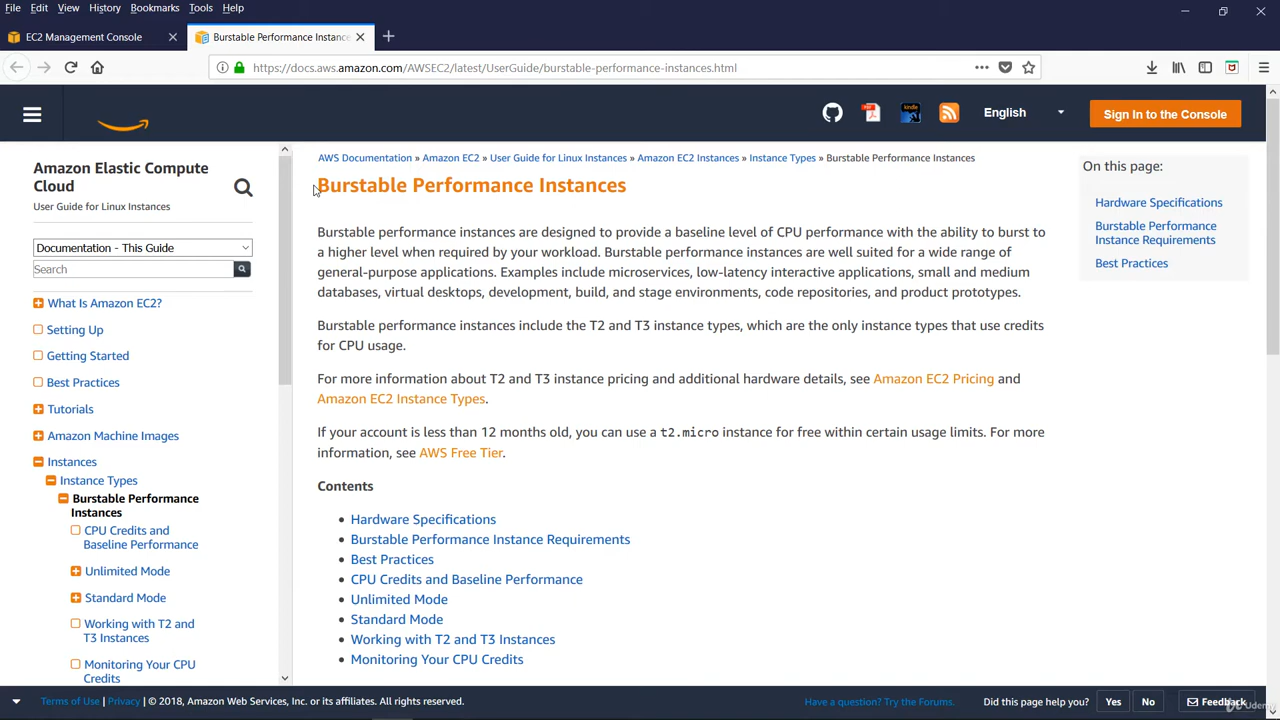 File Edit View History Bookmarks Tools Help
EC2 Management Console
Burstable Performance Instance
https://docs.aws.amazon.com/AWSEC2/latest/UserGuide/burstable-performance-instances.html
English
Sign In to the Console
Amazon Elastic Compute
Cloud
User Guide for Linux Instances
Documentation - This Guide
Search
What Is Amazon EC2?
Setting Up
Getting Started
Best Practices
Tutorials
Amazon Machine Images
Instances
Instance Types
Burstable Performance
Instances
CPU Credits and
Baseline Performance
Unlimited Mode
Standard Mode
Working with T2 and
T3 Instances
Monitoring Your CPU
Credits
AWS Documentation » Amazon EC2 » User Guide for Linux Instances » Amazon EC2 Instances » Instance Types » Burstable Performance Instances
Burstable Performance Instances
Burstable performance instances are designed to provide a baseline level of CPU performance with the ability to burst to
a higher level when required by your workload. Burstable performance instances are well suited for a wide range of
general-purpose applications. Examples include microservices, low-latency interactive applications, small and medium
databases, virtual desktops, development, build, and stage environments, code repositories, and product prototypes.
Burstable performance instances include the T2 and T3 instance types, which are the only instance types that use credits
for CPU usage.
For more information about T2 and T3 instance pricing and additional hardware details, see Amazon EC2 Pricing and
Amazon EC2 Instance Types.
If your account is less than 12 months old, you can use a t2.micro instance for free within certain usage limits. For more
information, see AWS Free Tier.
Contents
• Hardware Specifications
• Burstable Performance Instance Requirements
• Best Practices
• CPU Credits and Baseline Performance
• Unlimited Mode
• Standard Mode
• Working with T2 and T3 Instances
• Monitoring Your CPU Credits
On this page:
Hardware Specifications
Burstable Performance
Instance Requirements
Best Practices
Terms of Use | Privacy | © 2018, Amazon Web Services, Inc. or its affiliates. All rights reserved.
Have a question? Try the Forums.
Did this page help you?
Yes
No
Feedback
Udemy